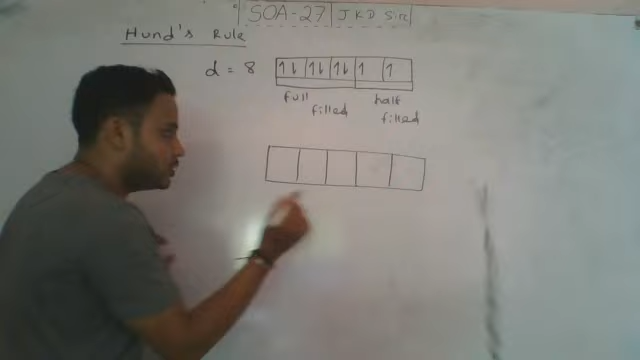 SOA-27 JKD Sir
Hund's Rule
d = 8 ↑↓ ↑↓ ↑↓ ↑ ↑
full half
filled filled